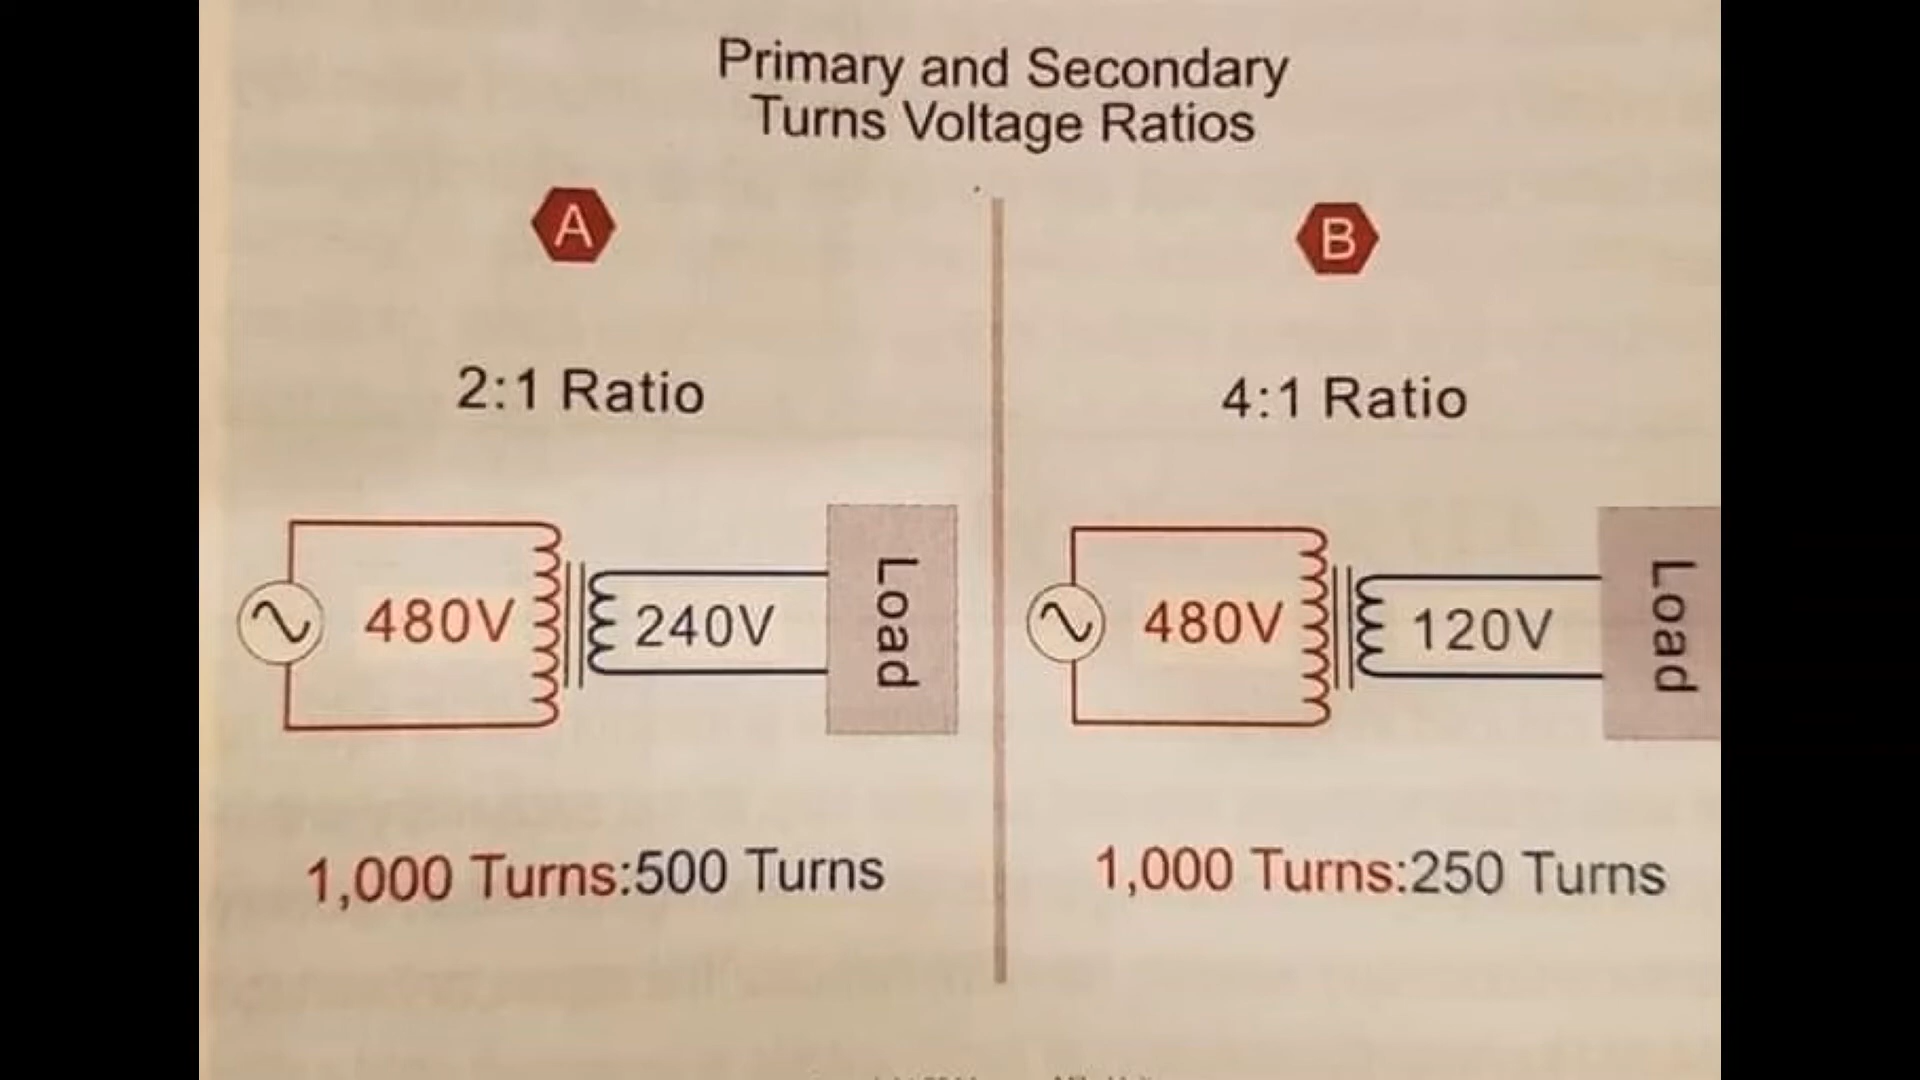 Primary and Secondary
Turns Voltage Ratios
A
2:1 Ratio
480V
240V
Load
1,000 Turns:500 Turns
B
4:1 Ratio
480V
120V
Load
1,000 Turns:250 Turns